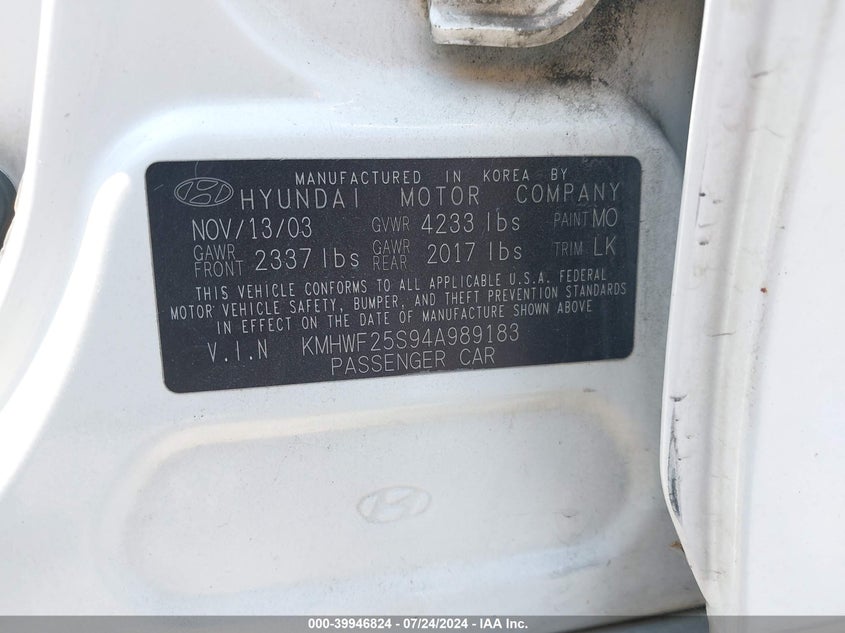 MANUFACTURED IN KOREA BY
HYUNDAI MOTOR COMPANY
NOV/13/03 GVWR 4233 lbs PAINT MO
GAWR FRONT 2337 lbs GAWR REAR 2017 lbs TRIM LK
THIS VEHICLE CONFORMS TO ALL APPLICABLE U.S.A. FEDERAL
MOTOR VEHICLE SAFETY, BUMPER, AND THEFT PREVENTION STANDARDS
IN EFFECT ON THE DATE OF MANUFACTURE SHOWN ABOVE
V.I.N KMHWF25S94A989183
PASSENGER CAR
000-39946824 - 07/24/2024 - IAA Inc.